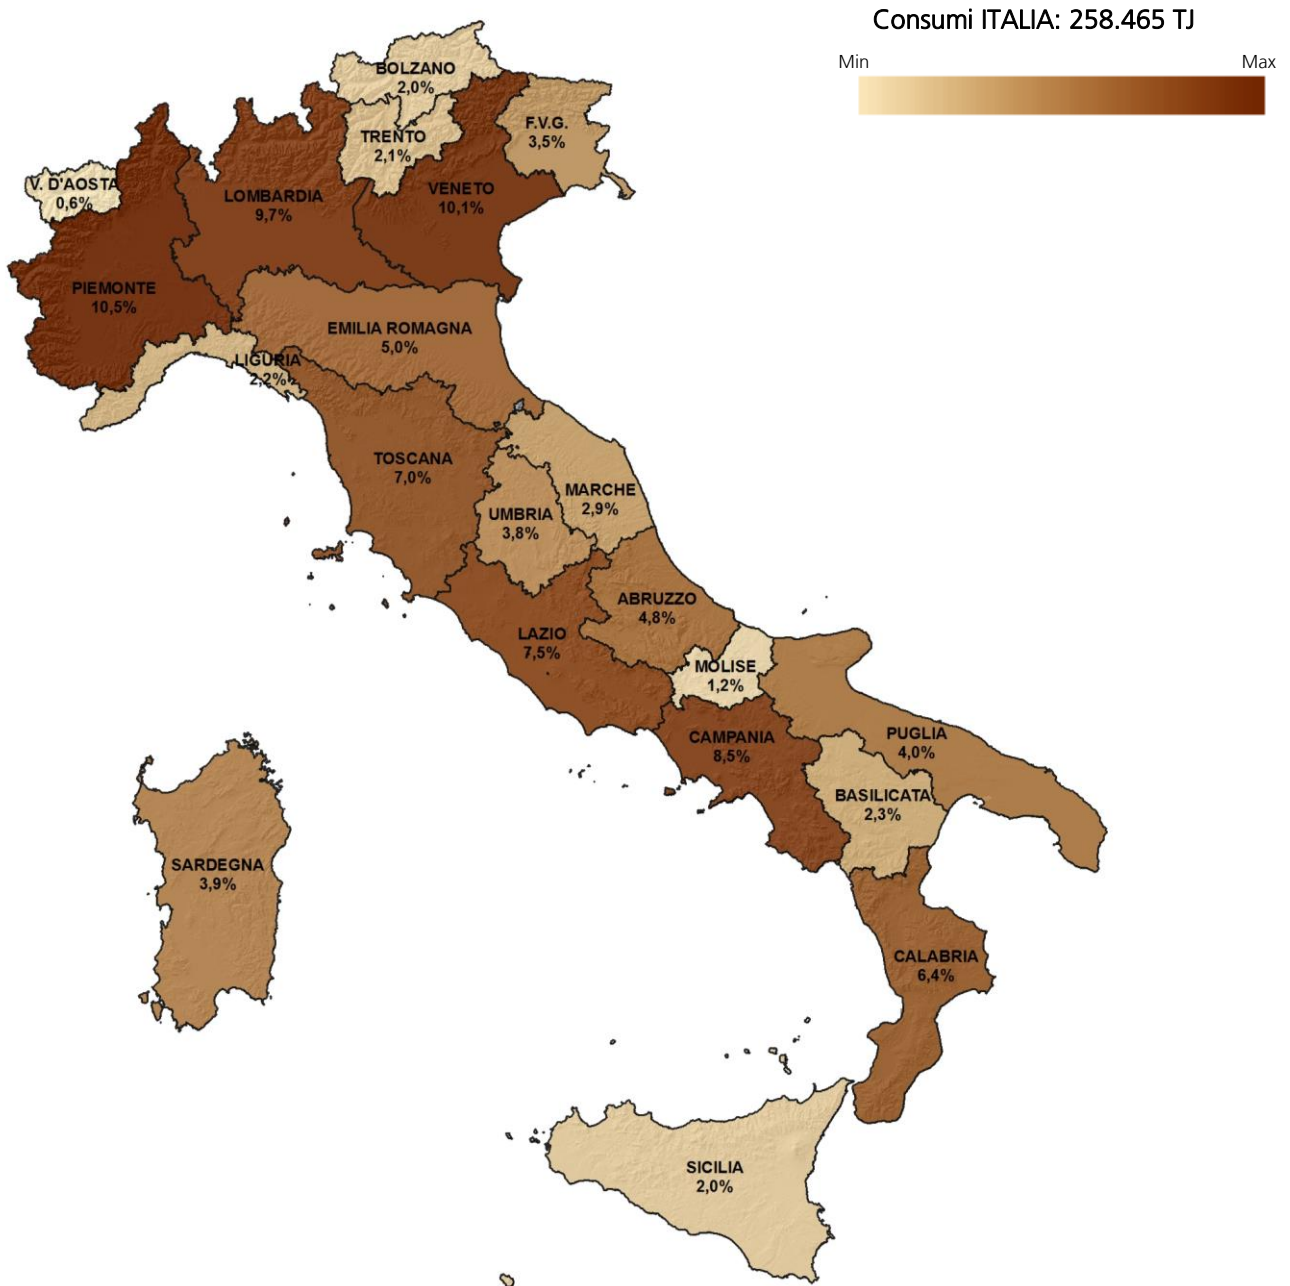 Consumi ITALIA: 258.465 TJ
Min
Max
BOLZANO
2,0%
TRENTO
2,1%
F.V.G.
3,5%
V. D'AOSTA
0,6%
LOMBARDIA
9,7%
VENETO
10,1%
PIEMONTE
10,5%
EMILIA ROMAGNA
5,0%
LIGURIA
2,2%
TOSCANA
7,0%
MARCHE
2,9%
UMBRIA
3,8%
ABRUZZO
4,8%
LAZIO
7,5%
MOLISE
1,2%
CAMPANIA
8,5%
PUGLIA
4,0%
BASILICATA
2,3%
SARDEGNA
3,9%
CALABRIA
6,4%
SICILIA
2,0%